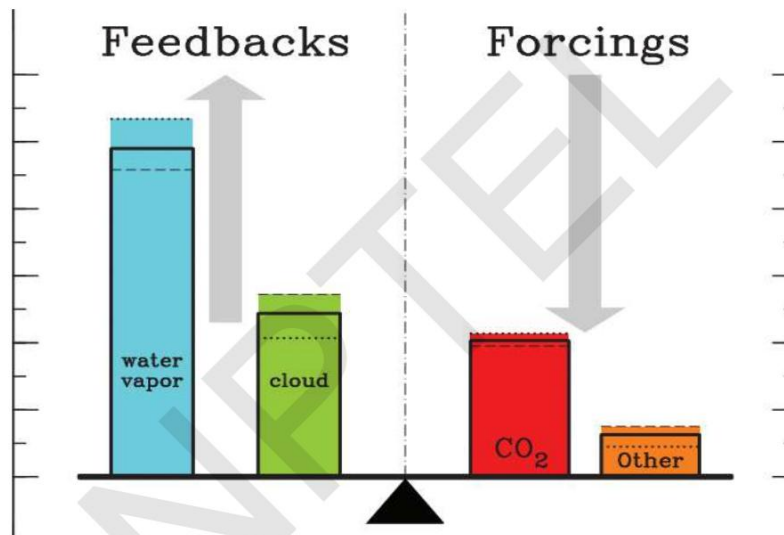 Feedbacks
Forcings
water
vapor
cloud
CO₂
Other
NPTEL